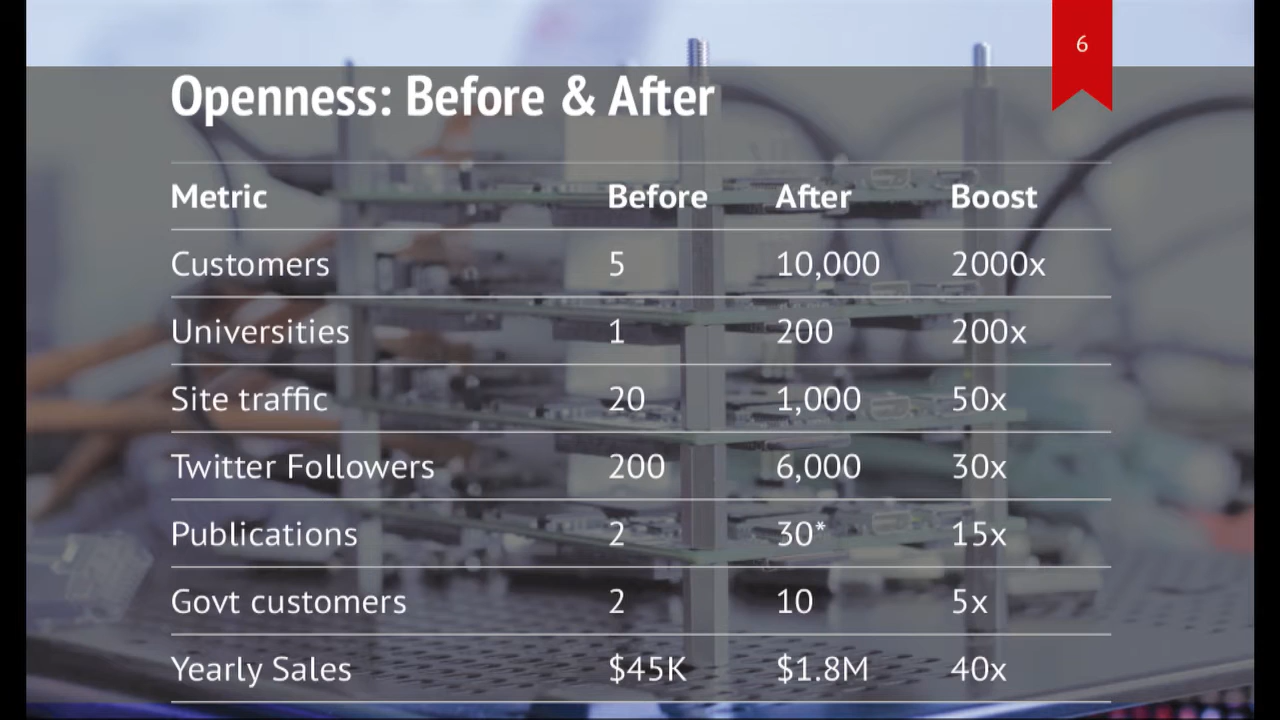 6
Openness: Before & After
Metric Before After Boost
Customers 5 10,000 2000x
Universities 1 200 200x
Site traffic 20 1,000 50x
Twitter Followers 200 6,000 30x
Publications 2 30* 15x
Govt customers 2 10 5x
Yearly Sales $45K $1.8M 40x